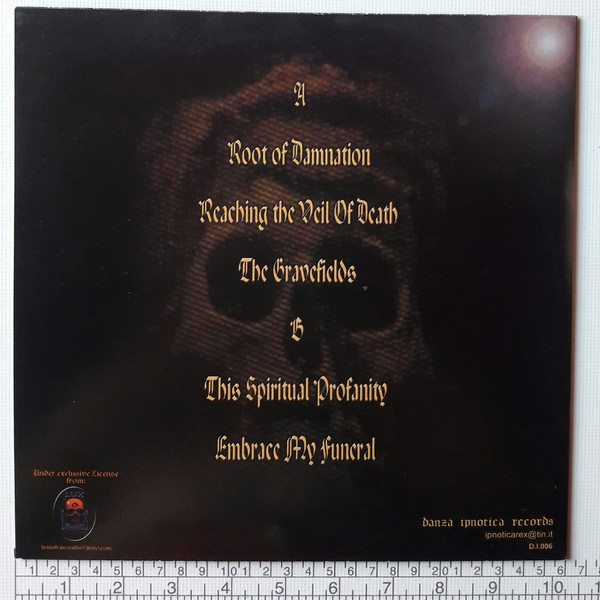 A
Root of Damnation
Reaching the Veil Of Death
The Gravefields
B
This Spiritual Profanity
Embrace My Funeral
Under exclusive License
from:
danza ipnotica records
ipnoticarex@tin.it
D.I.006